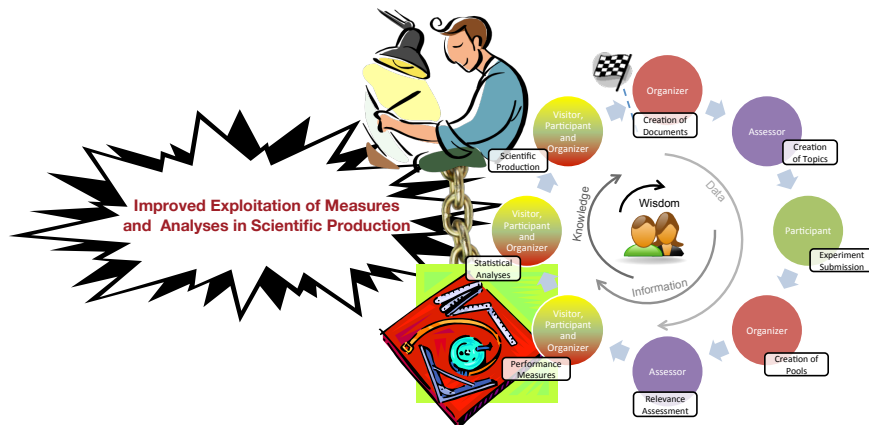 Improved Exploitation of Measures
and Analyses in Scientific Production
Organizer
Creation of
Documents
Assessor
Creation
of Topics
Participant
Experiment
Submission
Organizer
Creation of
Pools
Assessor
Relevance
Assessment
Visitor,
Participant
and
Organizer
Performance
Measures
Visitor,
Participant
and
Organizer
Statistical
Analyses
Visitor,
Participant
and
Organizer
Scientific
Production
Data
Information
Knowledge
Wisdom